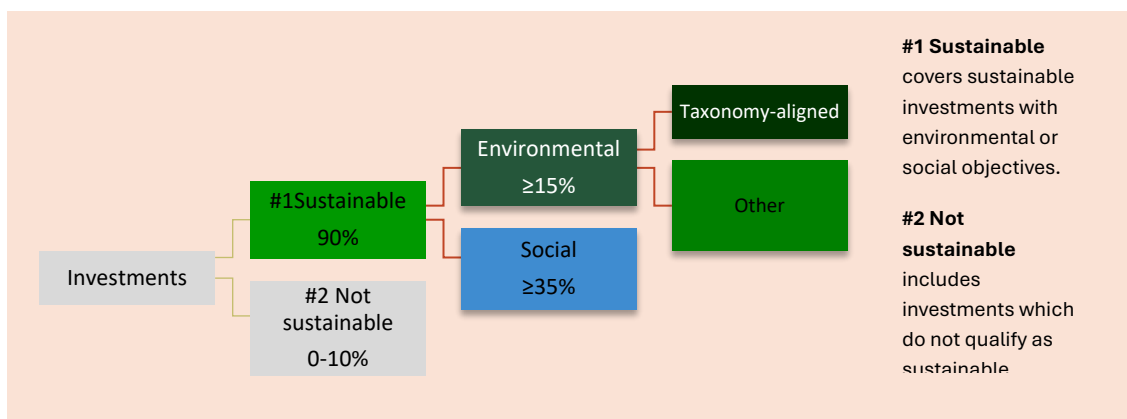 Investments
#1Sustainable
90%
#2 Not
sustainable
0-10%
Environmental
≥15%
Social
≥35%
Taxonomy-aligned
Other
#1 Sustainable
covers sustainable
investments with
environmental or
social objectives.
#2 Not
sustainable
includes
investments which
do not qualify as
sustainable